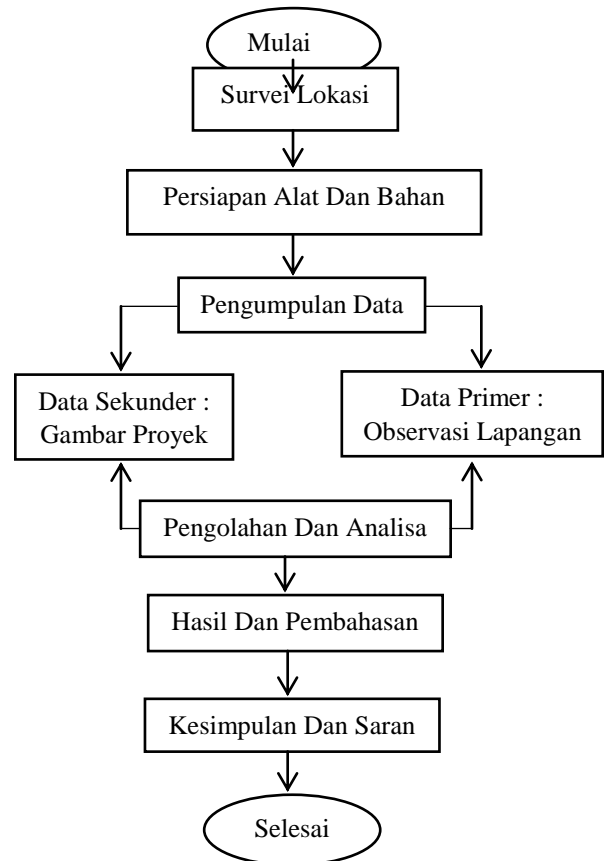 Mulai
Survei Lokasi
Persiapan Alat Dan Bahan
Pengumpulan Data
Data Sekunder :
Gambar Proyek
Data Primer :
Observasi Lapangan
Pengolahan Dan Analisa
Hasil Dan Pembahasan
Kesimpulan Dan Saran
Selesai